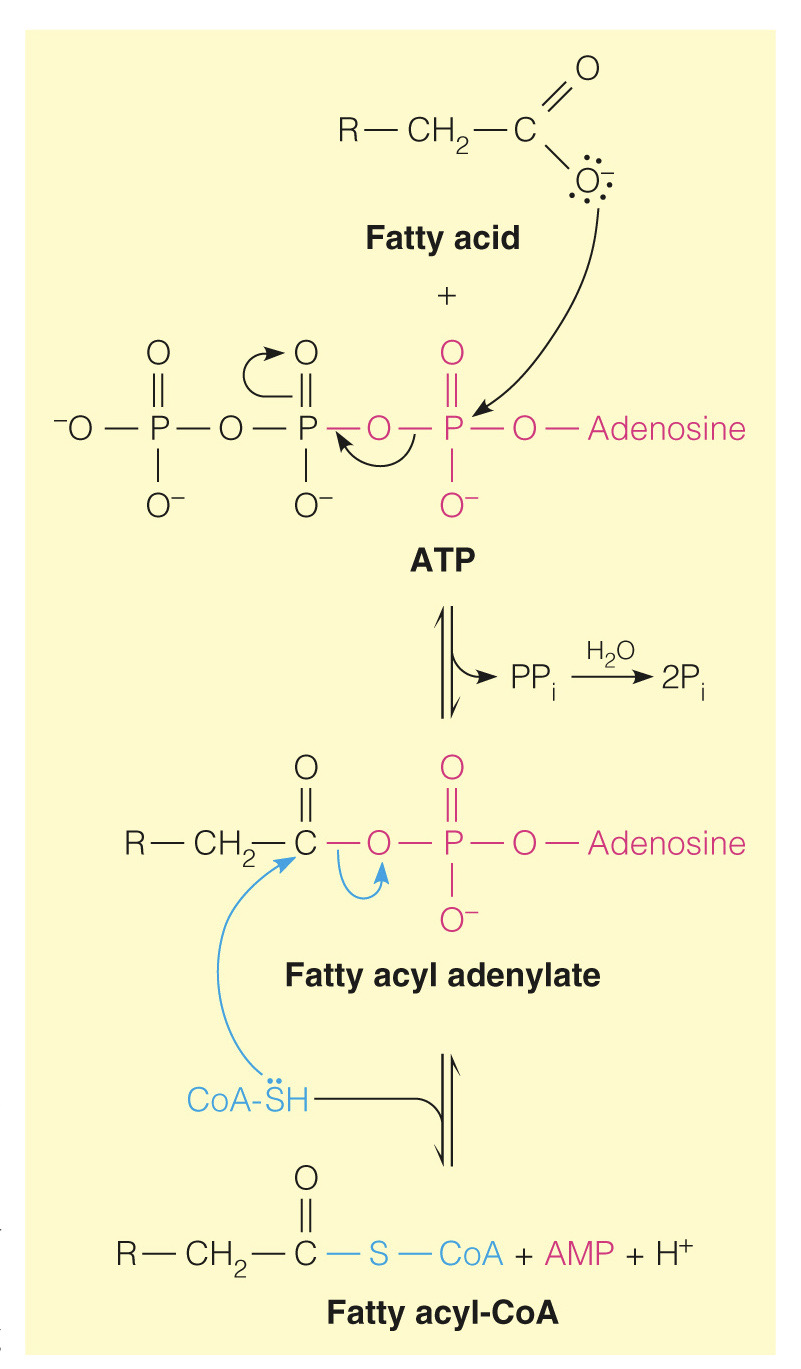 O
R—CH₂—C
O⁻
Fatty acid
+
O O O
⁻O—P—O—P—O—P—O—Adenosine
O⁻ O⁻ O⁻
ATP
H₂O
PPᵢ 2Pᵢ
O O
R—CH₂—C—O—P—O—Adenosine
O⁻
Fatty acyl adenylate
CoA-SH
O
R—CH₂—C—S—CoA + AMP + H⁺
Fatty acyl-CoA